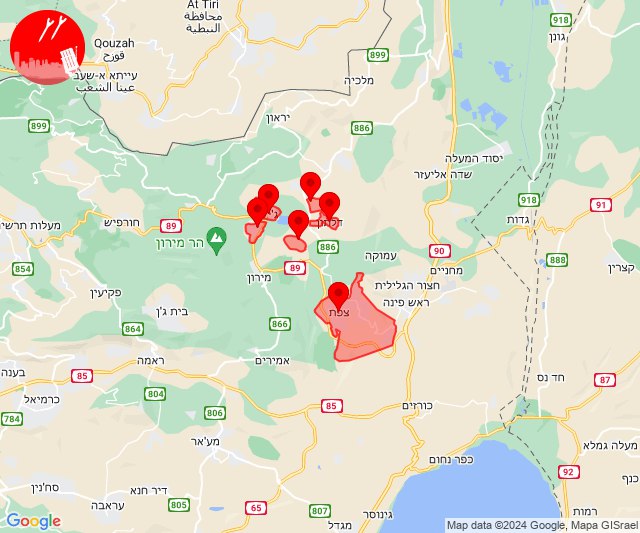 At Tiri
محافظة
النبطية
918
גונן
Qouzah
قوزح
עייתא א-שעב
عيتا الشعب
899
מלכיה
899
יראון
886
יסוד המעלה
שדה אליעזר
918
91
מעלות תרשיחא
חורפיש
89
דלתון
גדות
הר מירון
886
עמוקה
90
888
854
89
מחניים
קצרין
מירון
חצור הגלילית
ראש פינה
פקיעין
בית ג'ן
צפת
864
866
ראמה
אמירים
בענה
85
חד נס
87
כרמיאל
804
806
85
כורזים
784
מע'אר
מעלה גמלא
כפר נחום
92
כנף
סח'נין
דיר חנא
עראבה
805
807
רמות
גינוסר
מגדל
Google
Map data ©2024 Google, Mapa GISrael